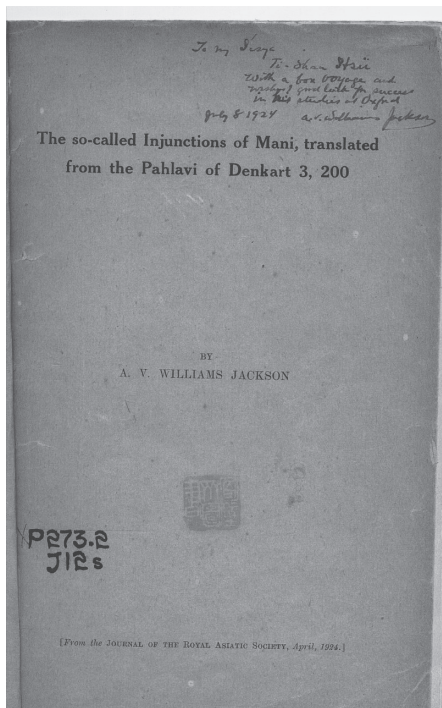 To my Śisya
Ti-Shan Hsü
With a bon voyage and
good luck for success
in his studies at Oxford
July 8 1924 A. V. Williams Jackson
The so-called Injunctions of Mani, translated
from the Pahlavi of Denkart 3, 200
BY
A. V. WILLIAMS JACKSON
P273.2
J12s
[From the JOURNAL OF THE ROYAL ASIATIC SOCIETY, April, 1924.]